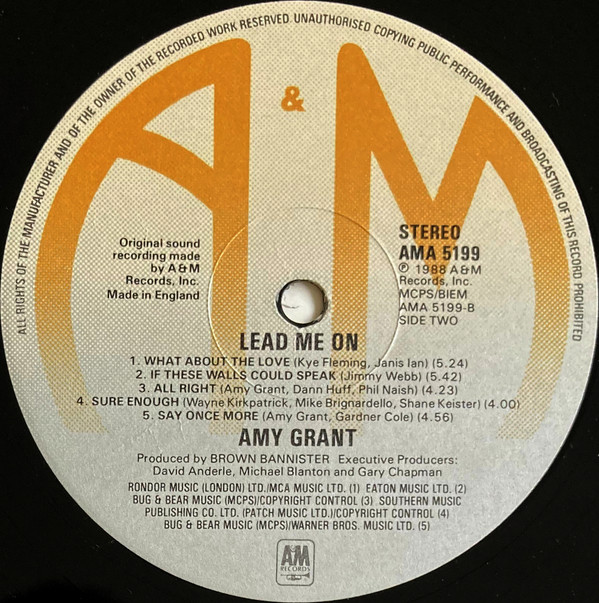 ALL RIGHTS OF THE MANUFACTURER AND OF THE OWNER OF THE RECORDED WORK RESERVED. UNAUTHORISED COPYING PUBLIC PERFORMANCE AND BROADCASTING OF THIS RECORD PROHIBITED
A & M
Original sound
recording made
by A & M
Records, Inc.
Made in England
STEREO
AMA 5199
℗ 1988 A&M
Records, Inc.
MCPS/BIEM
AMA 5199-B
SIDE TWO
LEAD ME ON
1. WHAT ABOUT THE LOVE (Kye Fleming, Janis Ian) (5.24)
2. IF THESE WALLS COULD SPEAK (Jimmy Webb) (5.42)
3. ALL RIGHT (Amy Grant, Dann Huff, Phil Naish) (4.23)
4. SURE ENOUGH (Wayne Kirkpatrick, Mike Brignardello, Shane Keister) (4.00)
5. SAY ONCE MORE (Amy Grant, Gardner Cole) (4.56)
AMY GRANT
Produced by BROWN BANNISTER Executive Producers:
David Anderle, Michael Blanton and Gary Chapman
RONDOR MUSIC (LONDON) LTD./MCA MUSIC LTD. (1) EATON MUSIC LTD. (2)
BUG & BEAR MUSIC (MCPS)/COPYRIGHT CONTROL (3) SOUTHERN MUSIC
PUBLISHING CO. LTD. (PATCH MUSIC LTD.)/COPYRIGHT CONTROL (4)
BUG & BEAR MUSIC (MCPS)/WARNER BROS. MUSIC LTD. (5)
A&M
RECORDS